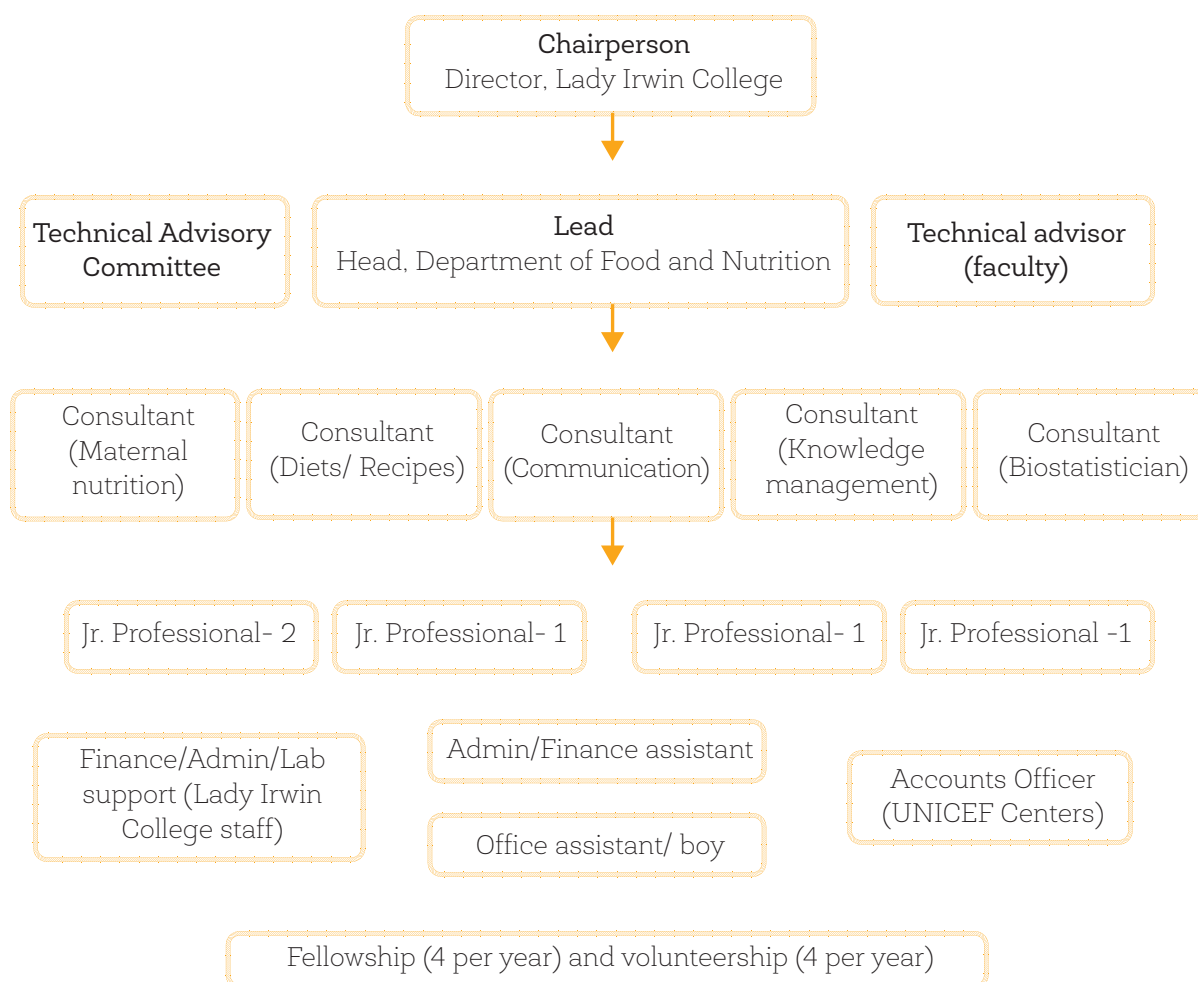 Chairperson
Director, Lady Irwin College
Technical Advisory
Committee
Lead
Head, Department of Food and Nutrition
Technical advisor
(faculty)
Consultant
(Maternal
nutrition)
Consultant
(Diets/ Recipes)
Consultant
(Communication)
Consultant
(Knowledge
management)
Consultant
(Biostatistician)
Jr. Professional- 2
Jr. Professional- 1
Jr. Professional- 1
Jr. Professional -1
Finance/Admin/Lab
support (Lady Irwin
College staff)
Admin/Finance assistant
Office assistant/ boy
Accounts Officer
(UNICEF Centers)
Fellowship (4 per year) and volunteership (4 per year)